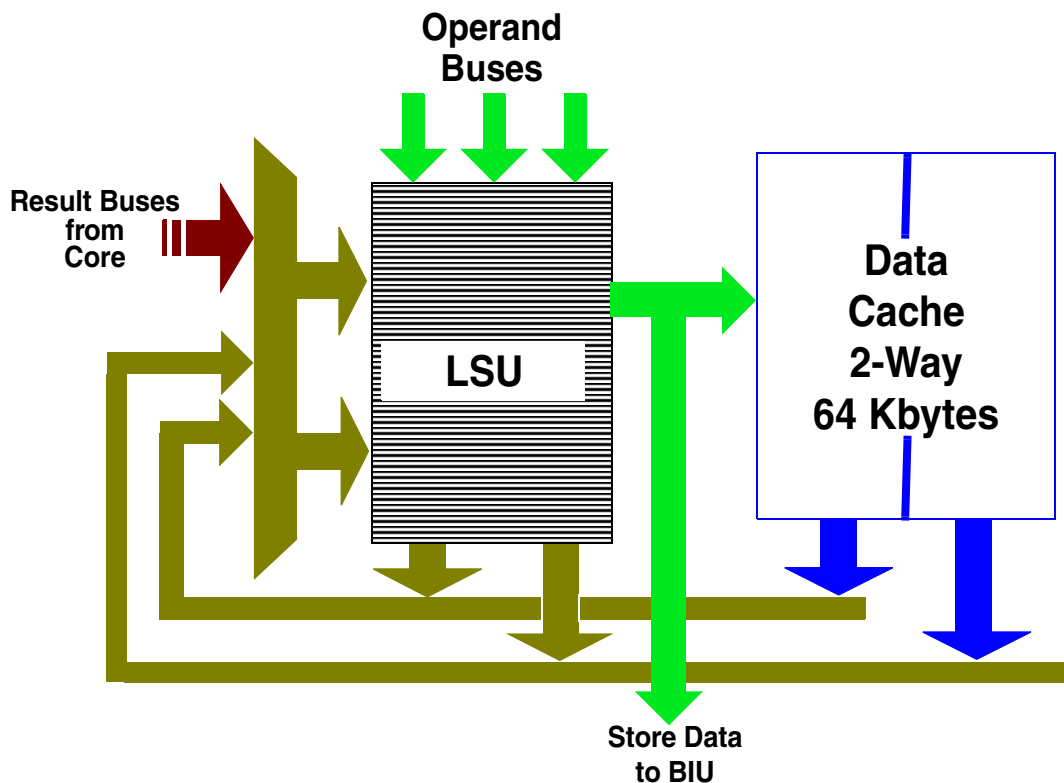 Operand
Buses
Result Buses
from
Core
LSU
Data
Cache
2-Way
64 Kbytes
Store Data
to BIU